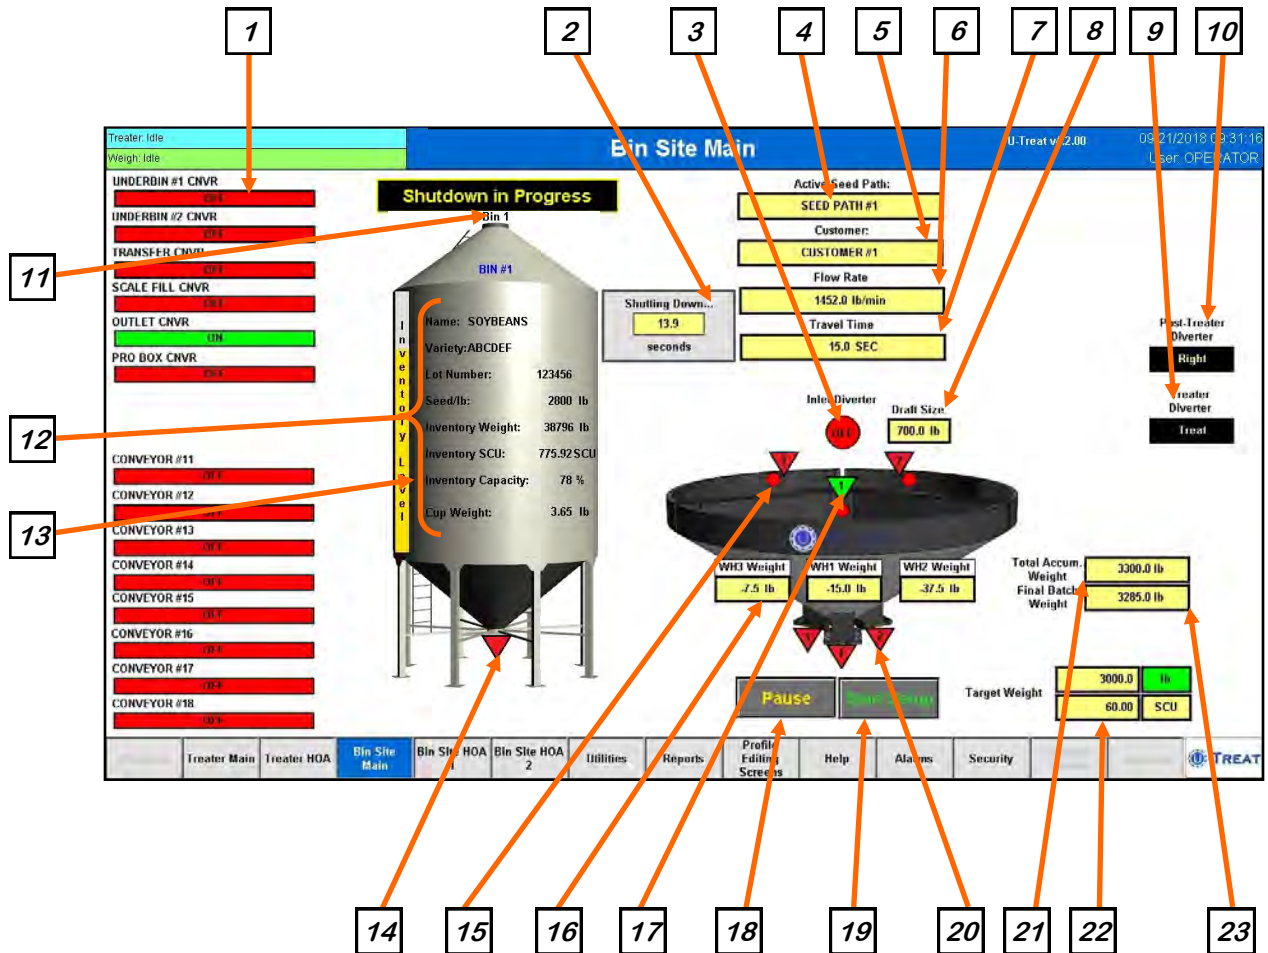 1
2
3
4
5
6
7
8
9
10
Treater: Idle
Weigh: Idle
Bin Site Main
U-Treat
09/21/2018 09:31:16
User: OPERATOR
UNDERBIN #1 CNVR
OFF
UNDERBIN #2 CNVR
OFF
TRANSFER CNVR
OFF
SCALE FILL CNVR
OFF
OUTLET CNVR
ON
PRO BOX CNVR
OFF
CONVEYOR #11
OFF
CONVEYOR #12
OFF
CONVEYOR #13
OFF
CONVEYOR #14
OFF
CONVEYOR #15
OFF
CONVEYOR #16
OFF
CONVEYOR #17
OFF
CONVEYOR #18
OFF
Shutdown in Progress
Bin 1
BIN #1
Inventory Level
Name: SOYBEANS
Variety:ABCDEF
Lot Number: 123456
Seed/lb: 2800 lb
Inventory Weight: 38796 lb
Inventory SCU: 775.92 SCU
Inventory Capacity: 78 %
Cup Weight: 3.65 lb
Shutting Down...
13.9
seconds
Active Seed Path:
SEED PATH #1
Customer:
CUSTOMER #1
Flow Rate
1452.0 lb/min
Travel Time
15.0 SEC
Post-Treater
Diverter
Right
Treater
Diverter
Treat
Inlet Diverter
OFF
Draft Size
700.0 lb
3
2
1
WH3 Weight
-7.5 lb
WH1 Weight
-15.0 lb
WH2 Weight
-37.5 lb
2
Total Accum.
Weight
3300.0 lb
Final Batch
Weight
3285.0 lb
Pause
Target Weight
3000.0 lb
60.00 SCU
Treater Main
Treater HOA
Bin Site
Main
Bin Site HOA
1
Bin Site HOA
2
Utilities
Reports
Profile
Editing
Screens
Help
Alarms
Security
U TREAT
11
12
13
14
15
16
17
18
19
20
21
22
23